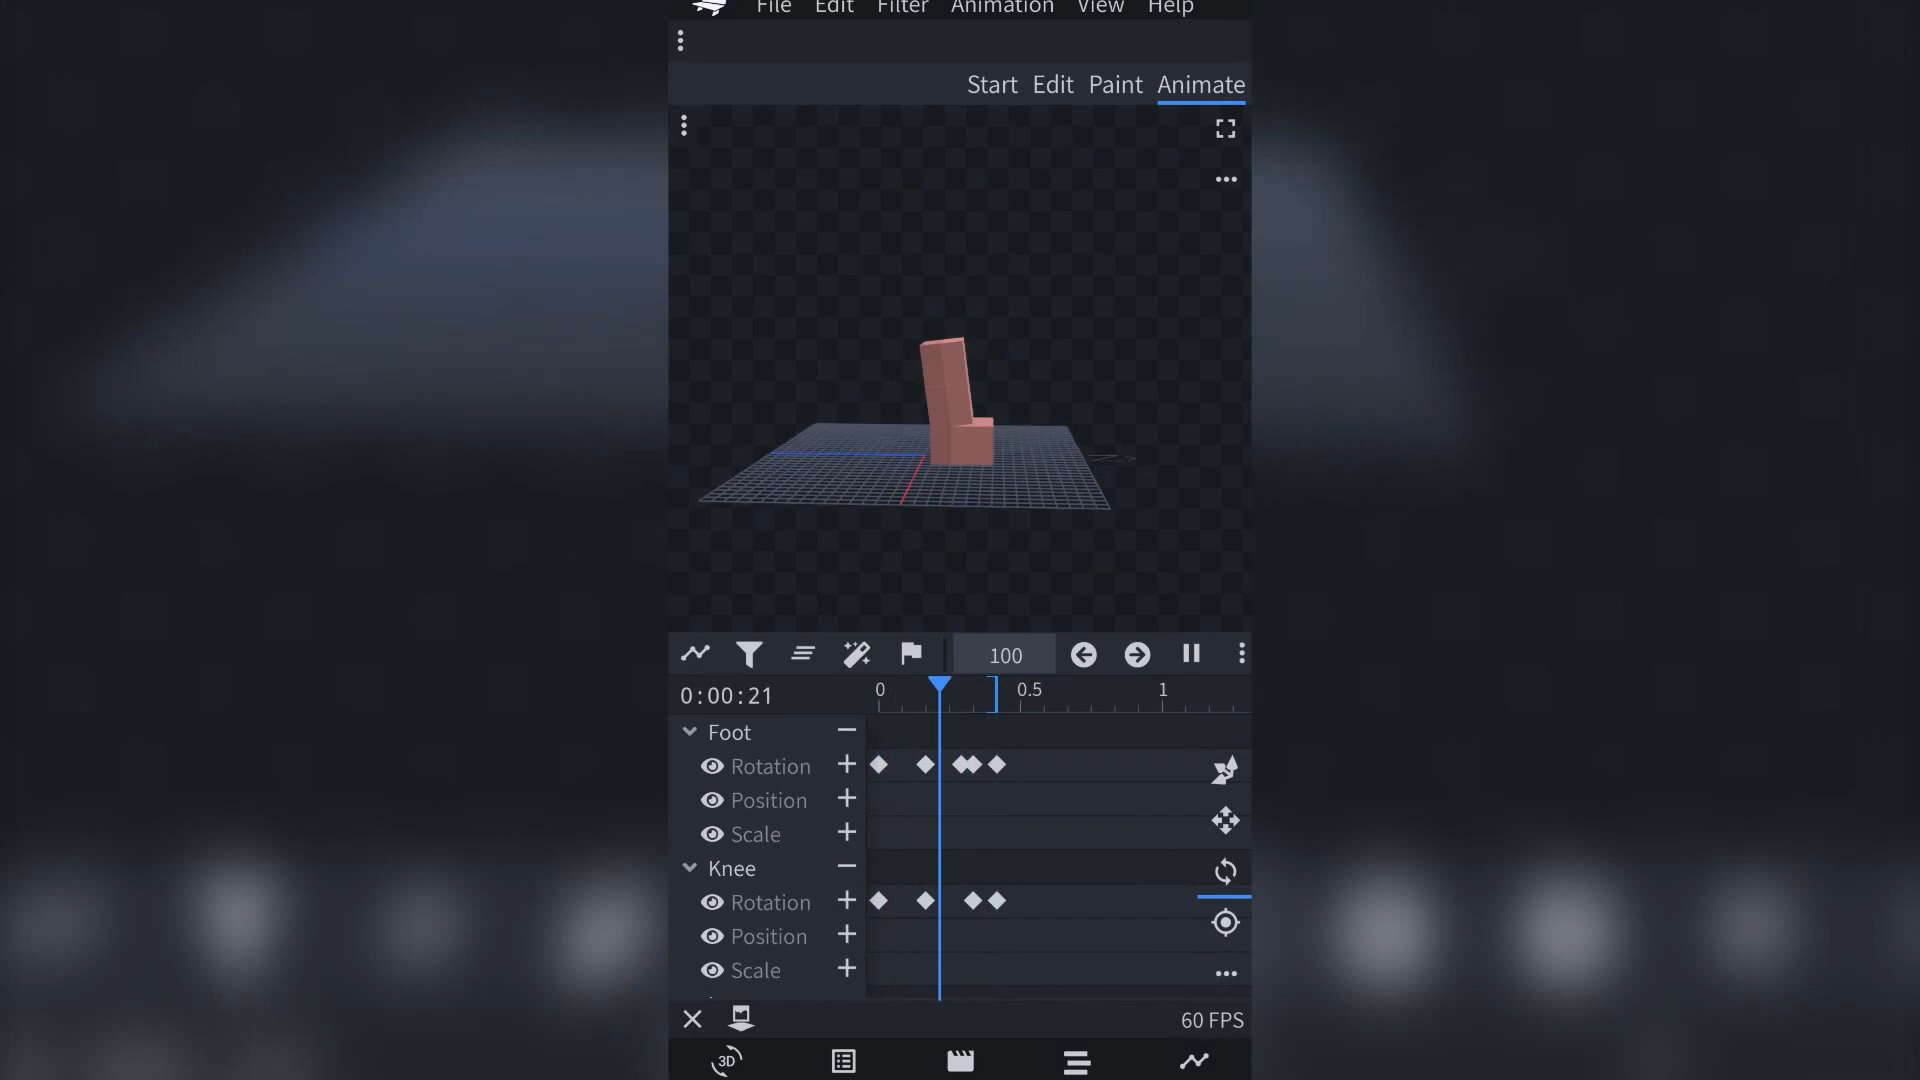 File Edit Filter Animation View Help
Start Edit Paint Animate
100
0:00:21 0 0.5 1
Foot
Rotation
Position
Scale
Knee
Rotation
Position
Scale
60 FPS
3D